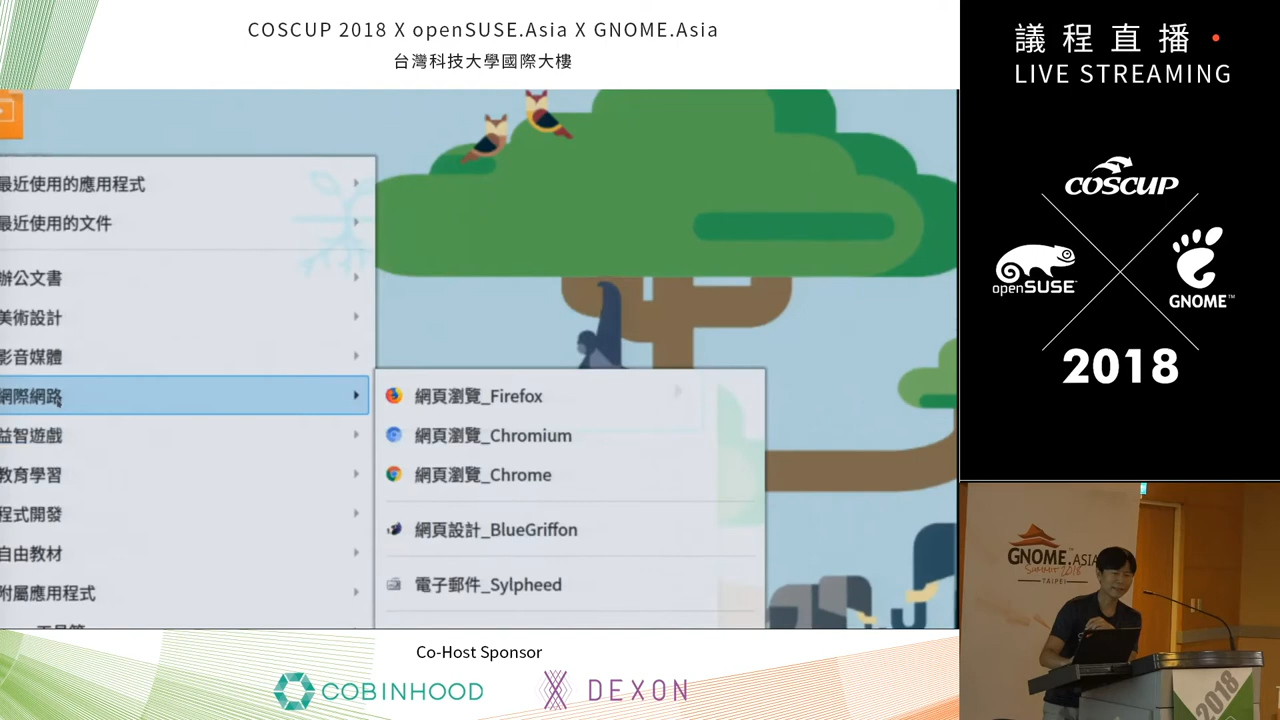 COSCUP 2018 X openSUSE.Asia X GNOME.Asia
台灣科技大學國際大樓
議程直播
LIVE STREAMING
COSCUP
openSUSE
GNOME
2018
最近使用的應用程式
最近使用的文件
辦公文書
美術設計
影音媒體
網際網路
益智遊戲
教育學習
程式開發
自由教材
附屬應用程式
網頁瀏覽_Firefox
網頁瀏覽_Chromium
網頁瀏覽_Chrome
網頁設計_BlueGriffon
電子郵件_Sylpheed
GNOME.ASIA
SUMMIT 2018
TAIPEI
2018
Co-Host Sponsor
COBINHOOD
DEXON